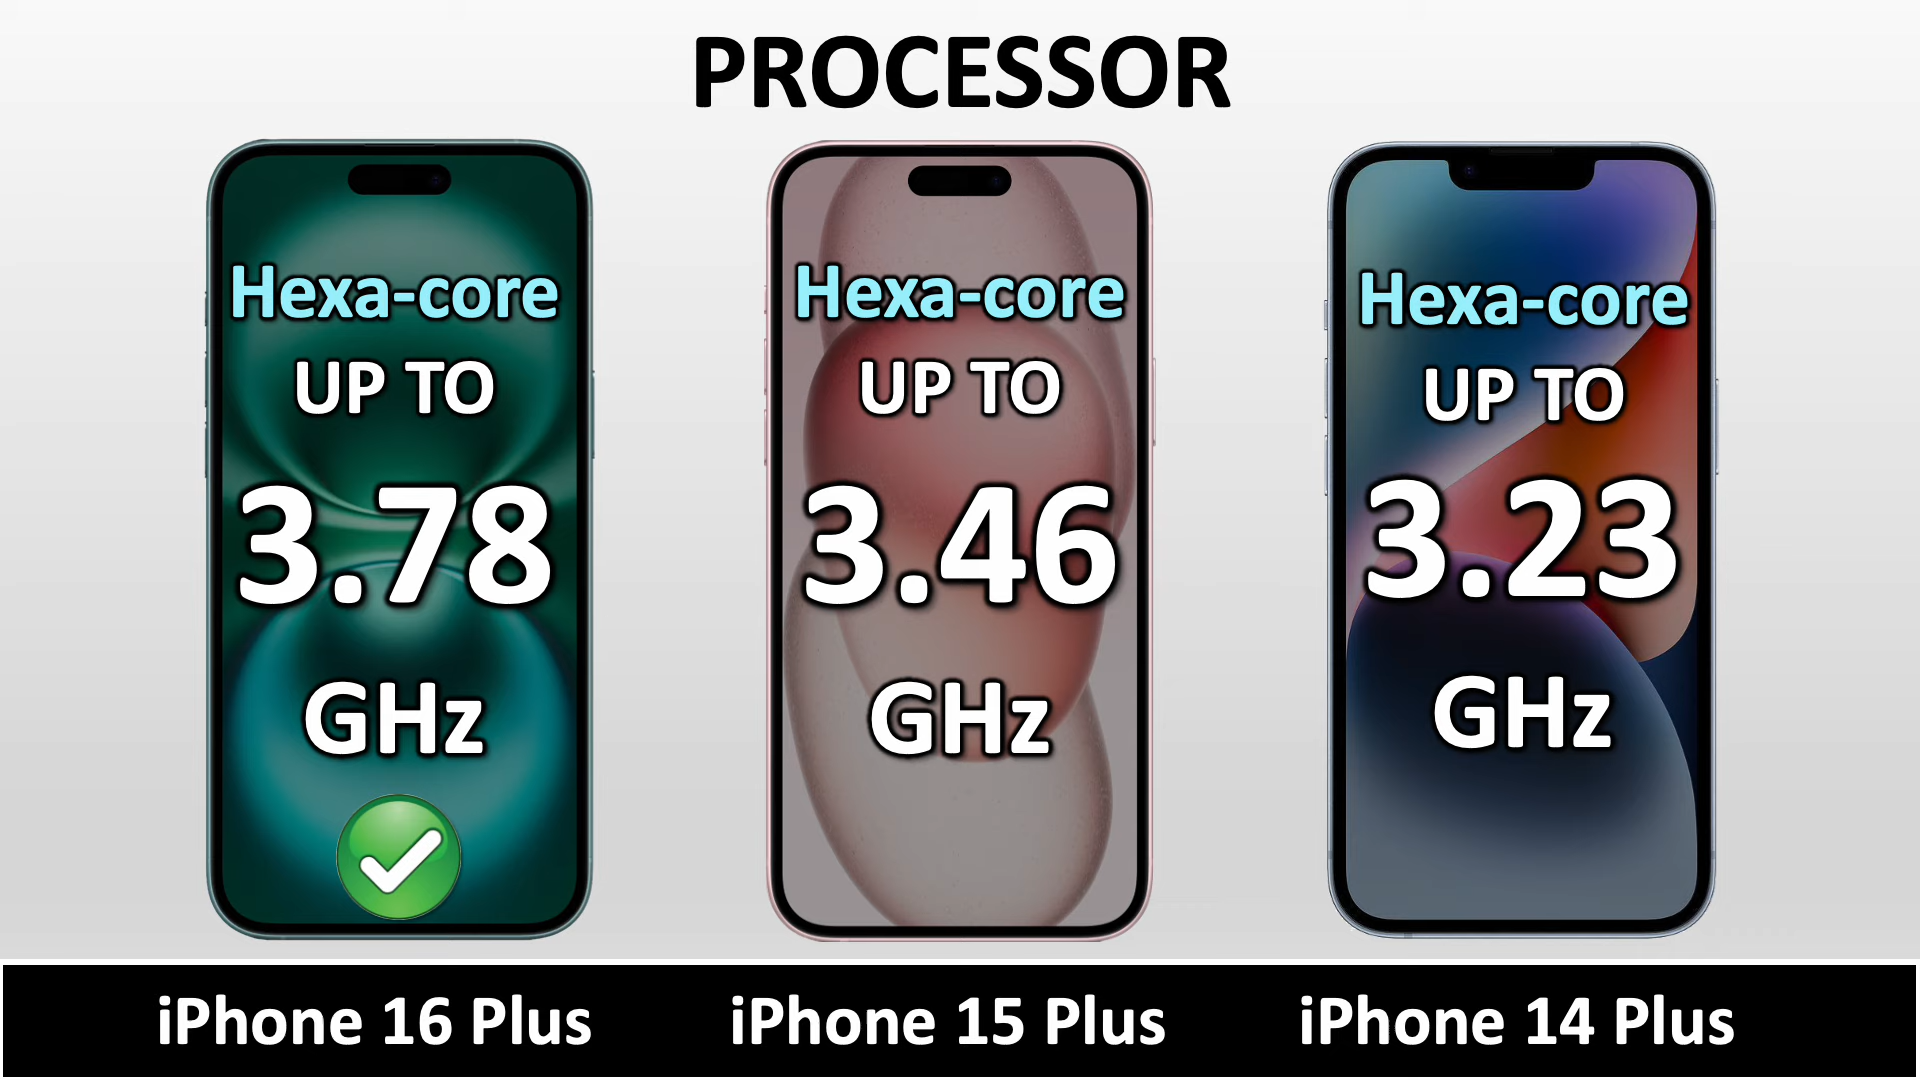 PROCESSOR
Hexa-core
UP TO
3.78
GHz
Hexa-core
UP TO
3.46
GHz
Hexa-core
UP TO
3.23
GHz
iPhone 16 Plus
iPhone 15 Plus
iPhone 14 Plus